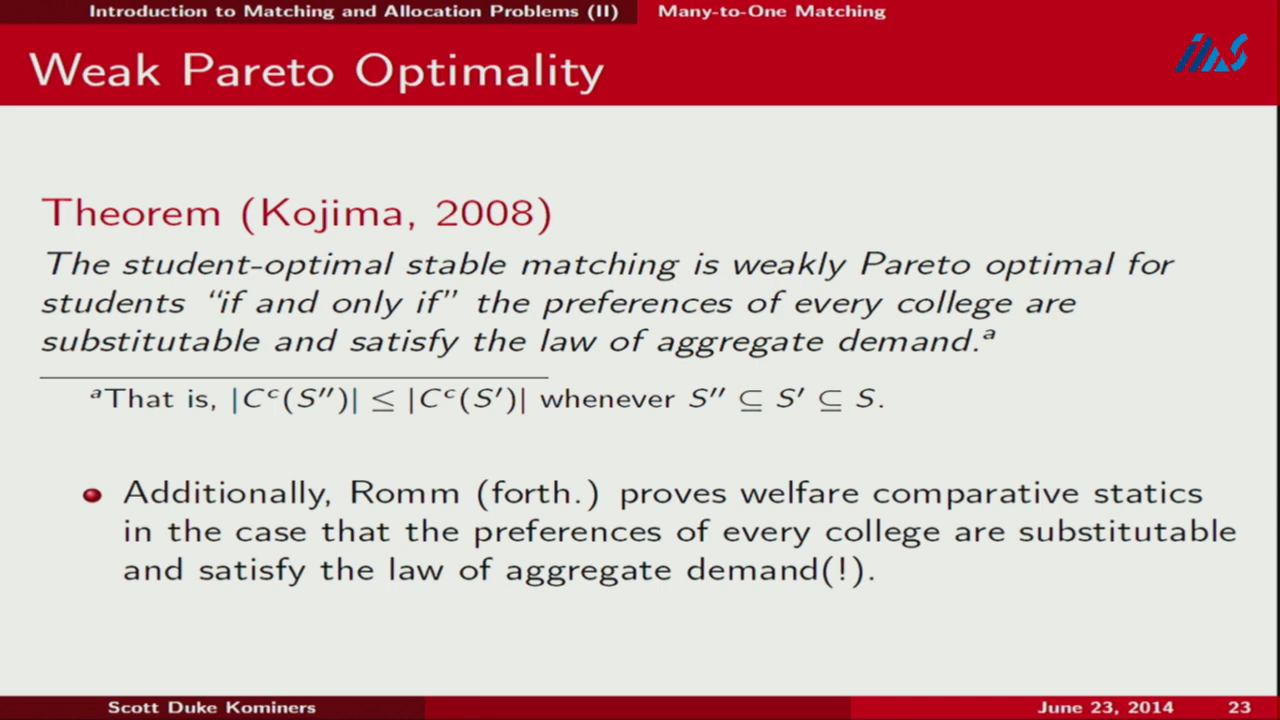 Introduction to Matching and Allocation Problems (II) Many-to-One Matching
Weak Pareto Optimality
ias
Theorem (Kojima, 2008)
The student-optimal stable matching is weakly Pareto optimal for
students “if and only if” the preferences of every college are
substitutable and satisfy the law of aggregate demand.ᵃ
ᵃThat is, |Cᶜ(S′′)| ≤ |Cᶜ(S′)| whenever S′′ ⊆ S′ ⊆ S.
Additionally, Romm (forth.) proves welfare comparative statics
in the case that the preferences of every college are substitutable
and satisfy the law of aggregate demand(!).
Scott Duke Kominers June 23, 2014 23